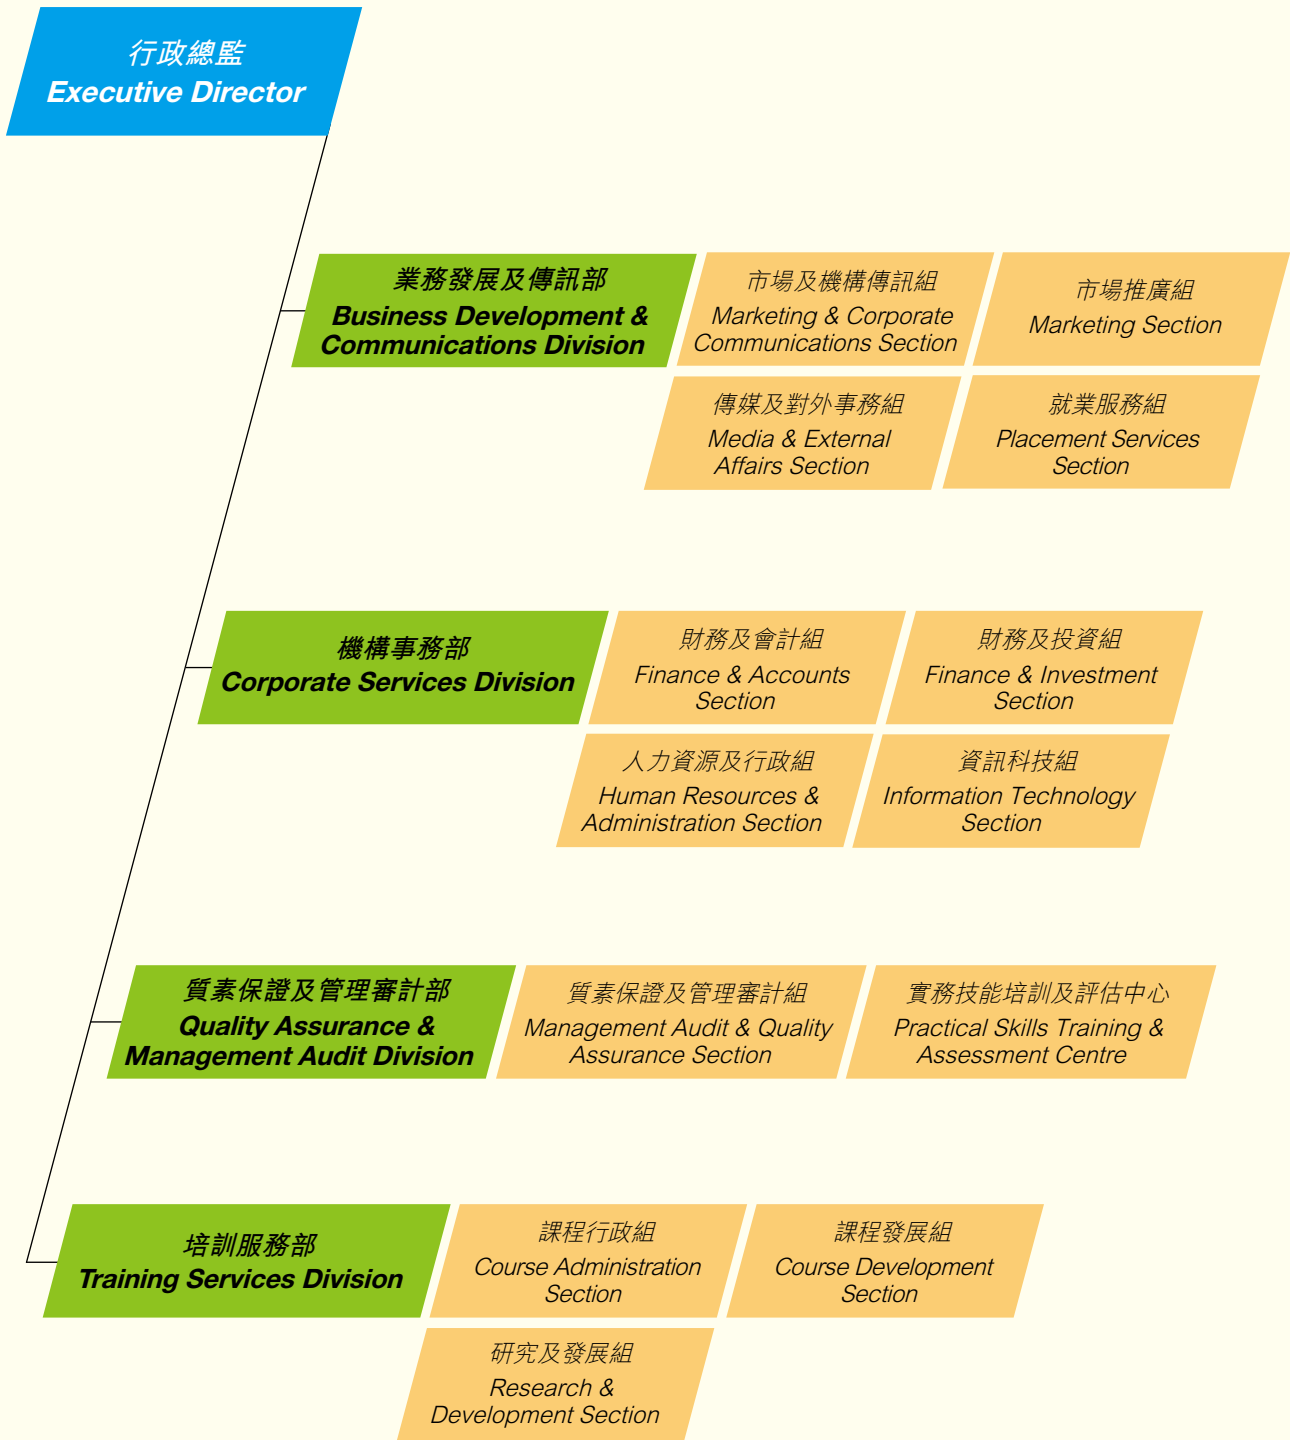 行政總監
Executive Director
業務發展及傳訊部
Business Development &
Communications Division
市場及機構傳訊組
Marketing & Corporate
Communications Section
市場推廣組
Marketing Section
傳媒及對外事務組
Media & External
Affairs Section
就業服務組
Placement Services
Section
機構事務部
Corporate Services Division
財務及會計組
Finance & Accounts
Section
財務及投資組
Finance & Investment
Section
人力資源及行政組
Human Resources &
Administration Section
資訊科技組
Information Technology
Section
質素保證及管理審計部
Quality Assurance &
Management Audit Division
質素保證及管理審計組
Management Audit & Quality
Assurance Section
實務技能培訓及評估中心
Practical Skills Training &
Assessment Centre
培訓服務部
Training Services Division
課程行政組
Course Administration
Section
課程發展組
Course Development
Section
研究及發展組
Research &
Development Section